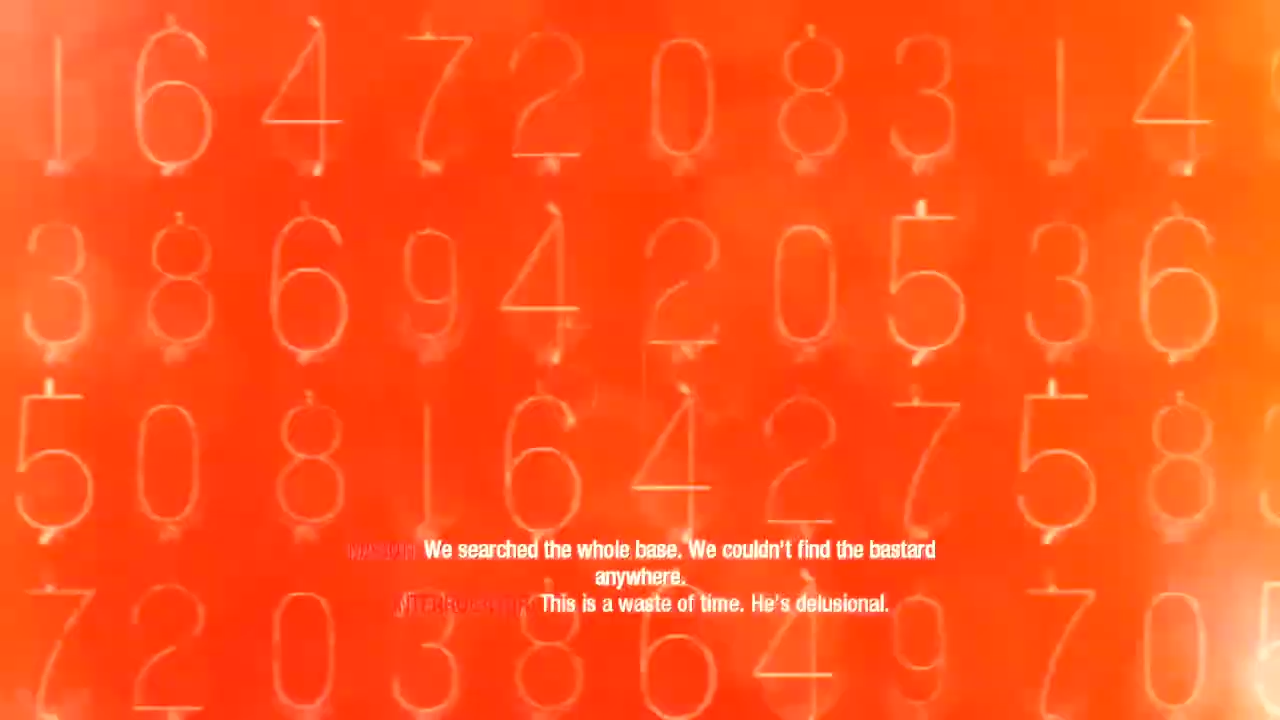 1 6 4 7 2 0 8 3 1 4
3 8 6 9 4 2 0 5 3 6
5 0 8 1 6 4 2 7 5 8
We searched the whole base. We couldn't find the bastard
anywhere.
INTERROGATOR: This is a waste of time. He's delusional.
7 2 0 3 8 6 4 9 7 0 5